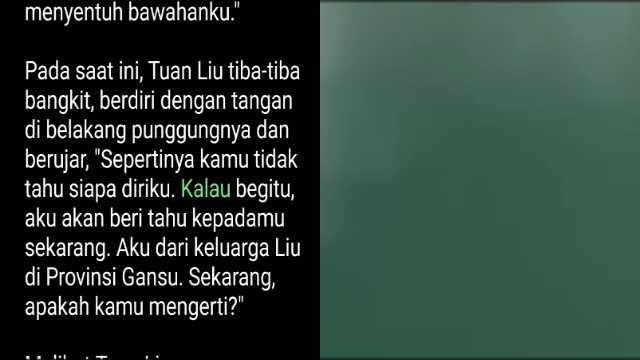 menyentuh bawahanku."
Pada saat ini, Tuan Liu tiba-tiba
bangkit, berdiri dengan tangan
di belakang punggungnya dan
berujar, "Sepertinya kamu tidak
tahu siapa diriku. Kalau begitu,
aku akan beri tahu kepadamu
sekarang. Aku dari keluarga Liu
di Provinsi Gansu. Sekarang,
apakah kamu mengerti?"